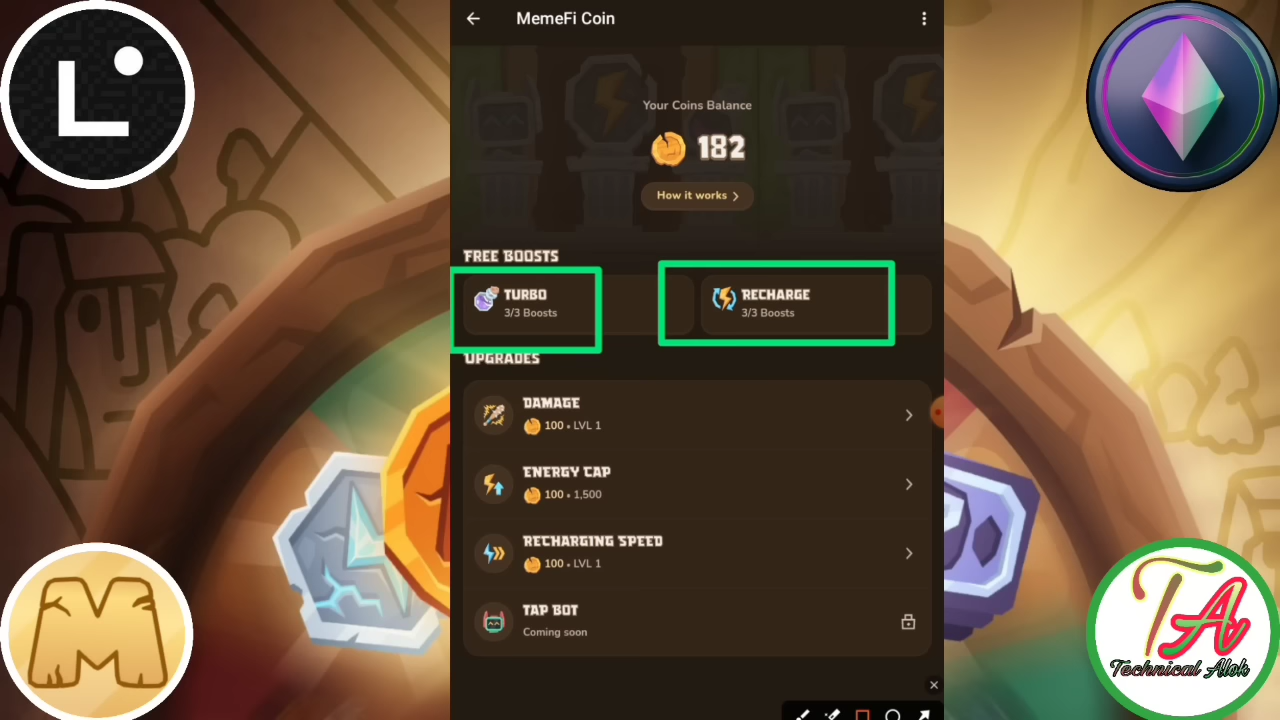 MemeFi Coin
Your Coins Balance
182
How it works
FREE BOOSTS
TURBO
3/3 Boosts
RECHARGE
3/3 Boosts
UPGRADES
DAMAGE
100 • LVL 1
ENERGY CAP
100 • 1,500
RECHARGING SPEED
100 • LVL 1
TAP BOT
Coming soon
L
M
TA
Technical Alok